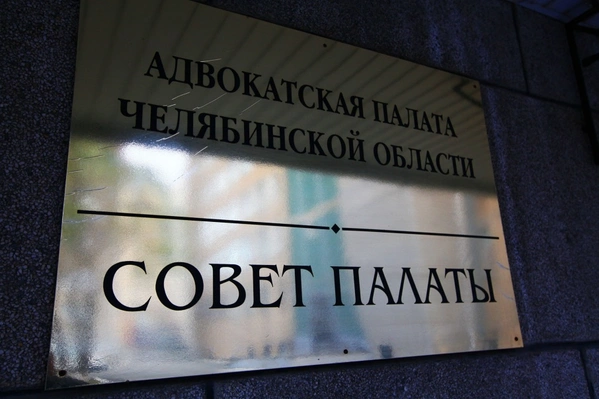 АДВОКАТСКАЯ ПАЛАТА
ЧЕЛЯБИНСКОЙ ОБЛАСТИ
СОВЕТ ПАЛАТЫ